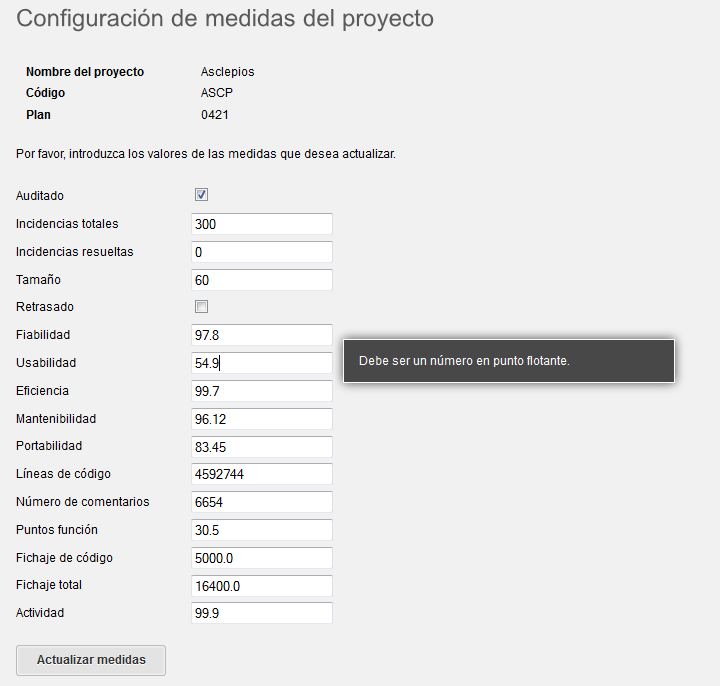 Configuración de medidas del proyecto
Nombre del proyecto Asclepios
Código ASCP
Plan 0421
Por favor, introduzca los valores de las medidas que desea actualizar.
Auditado
Incidencias totales 300
Incidencias resueltas 0
Tamaño 60
Retrasado
Fiabilidad 97.8
Usabilidad 54.9 Debe ser un número en punto flotante.
Eficiencia 99.7
Mantenibilidad 96.12
Portabilidad 83.45
Líneas de código 4592744
Número de comentarios 6654
Puntos función 30.5
Fichaje de código 5000.0
Fichaje total 16400.0
Actividad 99.9
Actualizar medidas